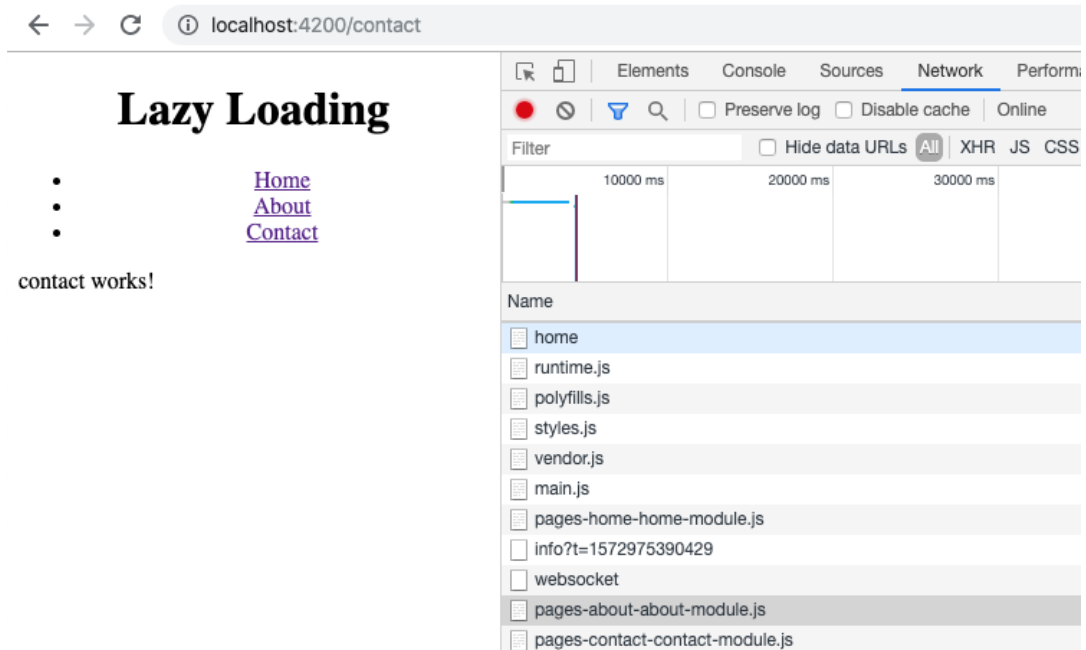 localhost:4200/contact
Lazy Loading
Home
About
Contact
contact works!
Elements Console Sources Network Performa
Preserve log Disable cache Online
Filter Hide data URLs All XHR JS CSS
10000 ms 20000 ms 30000 ms
Name
home
runtime.js
polyfills.js
styles.js
vendor.js
main.js
pages-home-home-module.js
info?t=1572975390429
websocket
pages-about-about-module.js
pages-contact-contact-module.js